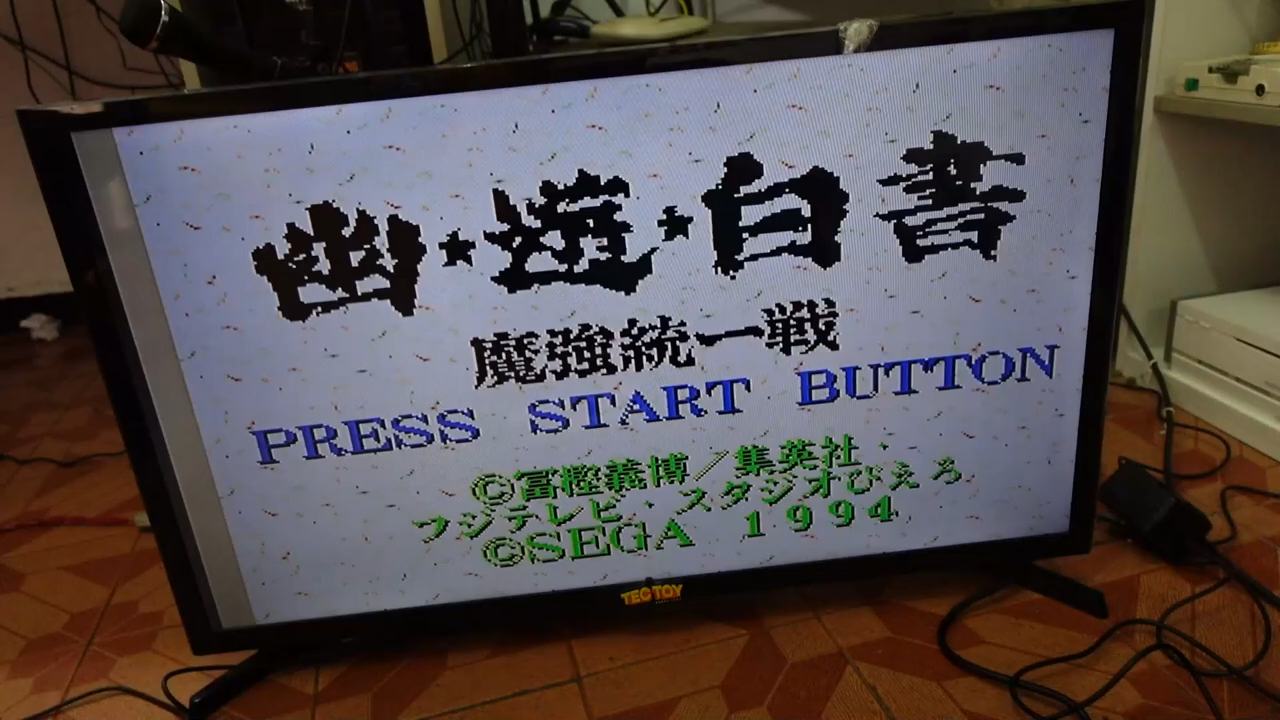 幽★遊★白書
魔強統一戦
PRESS START BUTTON
©冨樫義博／集英社・
フジテレビ・スタジオぴえろ
©SEGA 1994
TECTOY